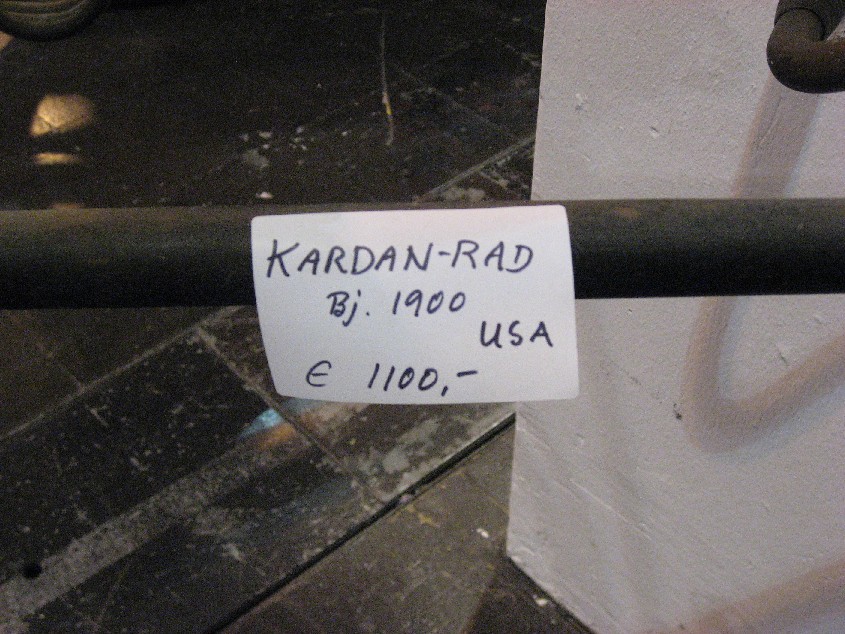 KARDAN-RAD
Bj. 1900
USA
€ 1100,-